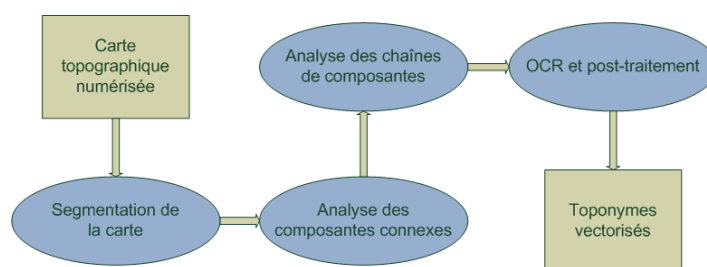 Carte
topographique
numérisée
Segmentation de
la carte
Analyse des
composantes connexes
Analyse des chaînes
de composantes
OCR et post-traitement
Toponymes
vectorisés